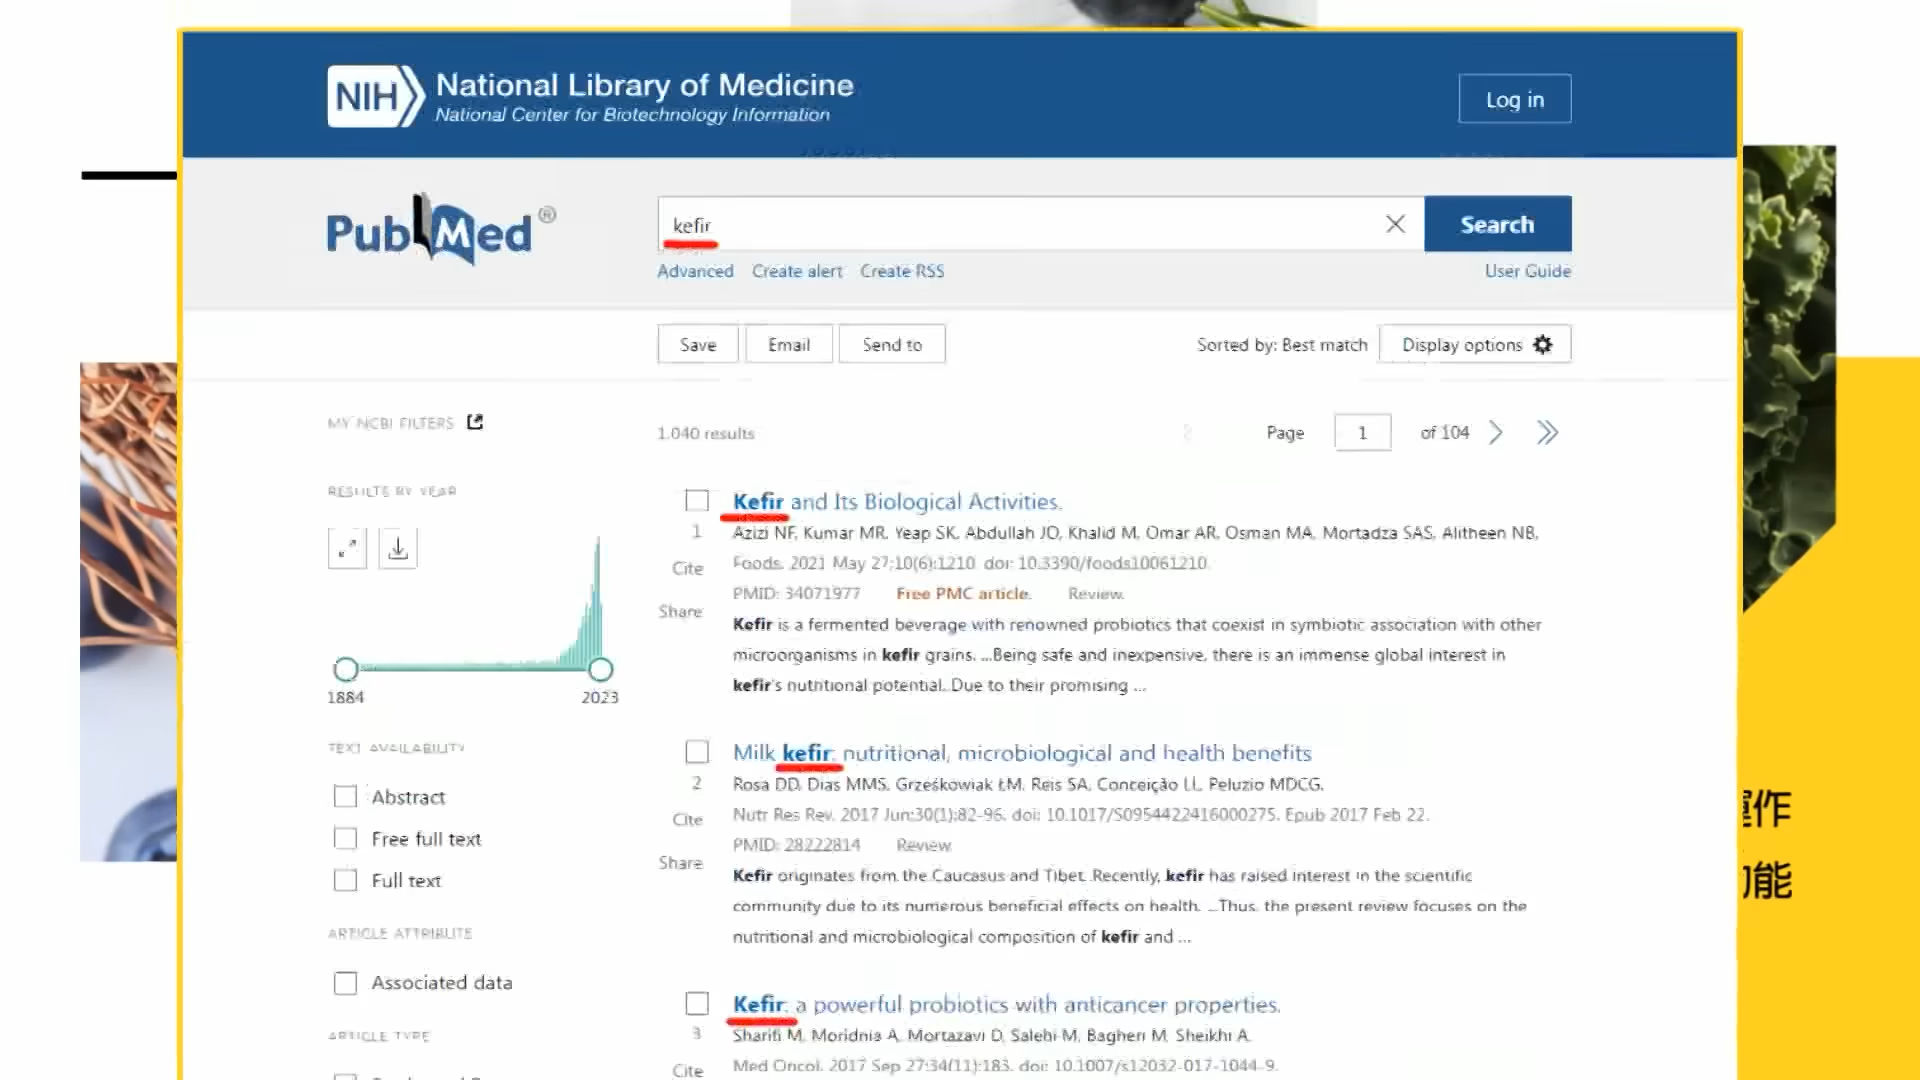 NIH National Library of Medicine
National Center for Biotechnology Information
Log in
PubMed®
kefir
Search
Advanced Create alert Create RSS
User Guide
Save Email Send to
Sorted by: Best match
Display options
MY NCBI FILTERS
1,040 results
Page 1 of 104
RESULTS BY YEAR
1884 2023
TEXT AVAILABILITY
Abstract
Free full text
Full text
ARTICLE ATTRIBUTE
Associated data
ARTICLE TYPE
Kefir and Its Biological Activities.
1
Cite
Share
Azizi NF, Kumar MR, Yeap SK, Abdullah JO, Khalid M, Omar AR, Osman MA, Mortadza SAS, Alitheen NB.
Foods. 2021 May 27;10(6):1210. doi: 10.3390/foods10061210.
PMID: 34071977 Free PMC article. Review.
Kefir is a fermented beverage with renowned probiotics that coexist in symbiotic association with other
microorganisms in kefir grains. ...Being safe and inexpensive, there is an immense global interest in
kefir's nutritional potential. Due to their promising ...
Milk kefir: nutritional, microbiological and health benefits
2
Cite
Share
Rosa DD, Dias MMS, Grześkowiak ŁM, Reis SA, Conceição LL, Peluzio MDCG.
Nutr Res Rev. 2017 Jun;30(1):82-96. doi: 10.1017/S0954422416000275. Epub 2017 Feb 22.
PMID: 28222814 Review.
Kefir originates from the Caucasus and Tibet. Recently, kefir has raised interest in the scientific
community due to its numerous beneficial effects on health. ...Thus, the present review focuses on the
nutritional and microbiological composition of kefir and ...
Kefir: a powerful probiotics with anticancer properties.
3
Cite
Sharifi M, Moridnia A, Mortazavi D, Salehi M, Bagheri M, Sheikhi A.
Med Oncol. 2017 Sep 27;34(11):183. doi: 10.1007/s12032-017-1044-9.
作
能